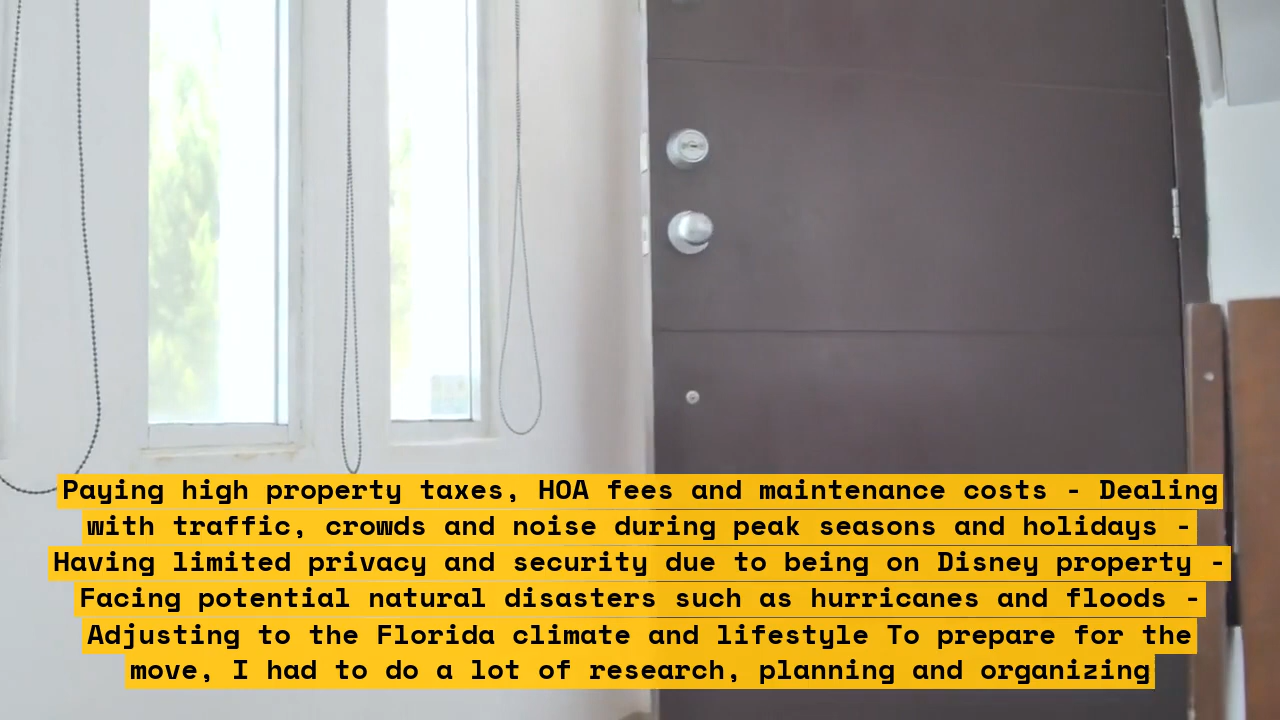 Paying high property taxes, HOA fees and maintenance costs - Dealing
with traffic, crowds and noise during peak seasons and holidays -
Having limited privacy and security due to being on Disney property -
Facing potential natural disasters such as hurricanes and floods -
Adjusting to the Florida climate and lifestyle To prepare for the
move, I had to do a lot of research, planning and organizing